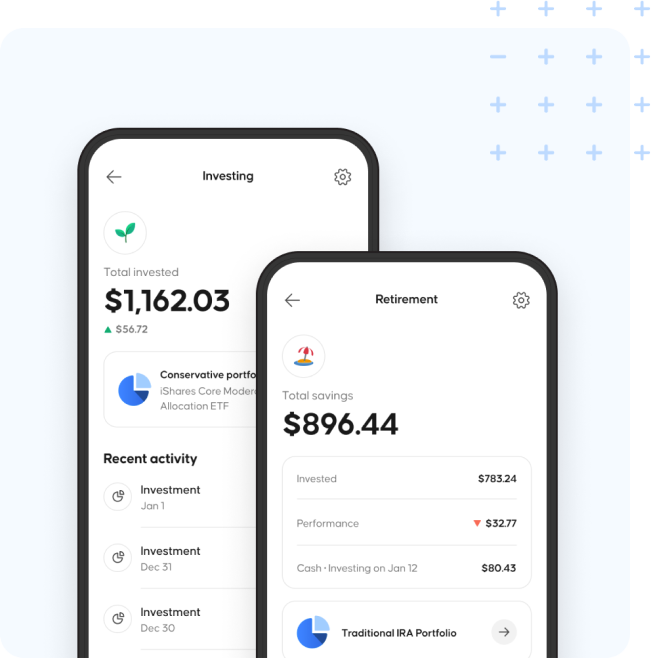 Investing
Total invested
$1,162.03
▲ $56.72
Conservative
iShares Core
Allocation ETF
Recent activity
Investment
Jan 1
Investment
Dec 31
Investment
Dec 30
Retirement
Total savings
$896.44
Invested $783.24
Performance ▼ $32.77
Cash · Investing on Jan 12 $80.43
Traditional IRA Portfolio